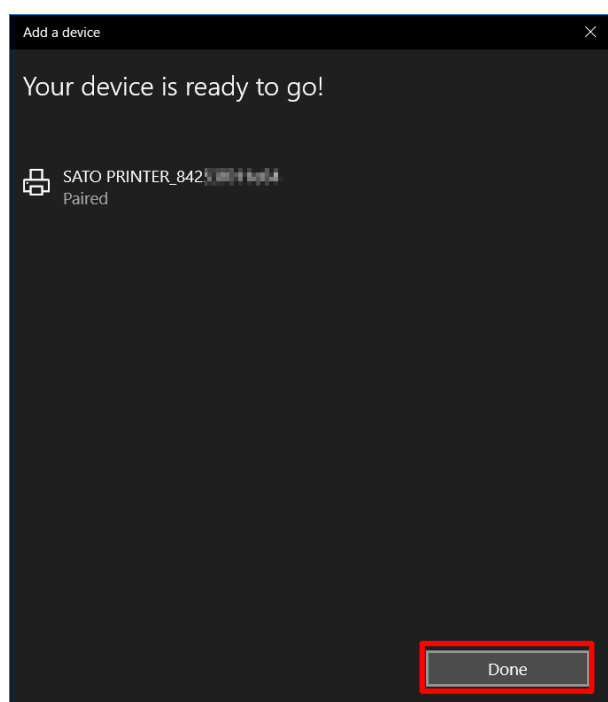 Add a device
Your device is ready to go!
SATO PRINTER_842
Paired
Done